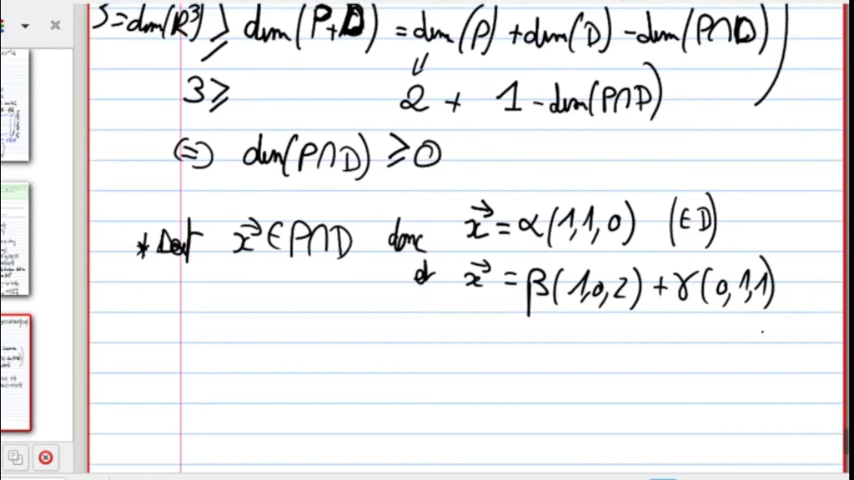 3=dim(R³) ≥ dim(P+D) = dim(P) + dim(D) - dim(P∩D)
3 ≥ 2 + 1 - dim(P∩D)
(=) dim(P∩D) ≥ 0
* x⃗ ∈ P∩D donc x⃗ = α(1,1,0) (∈ D)
et x⃗ = β(1,0,2) + γ(0,1,1)